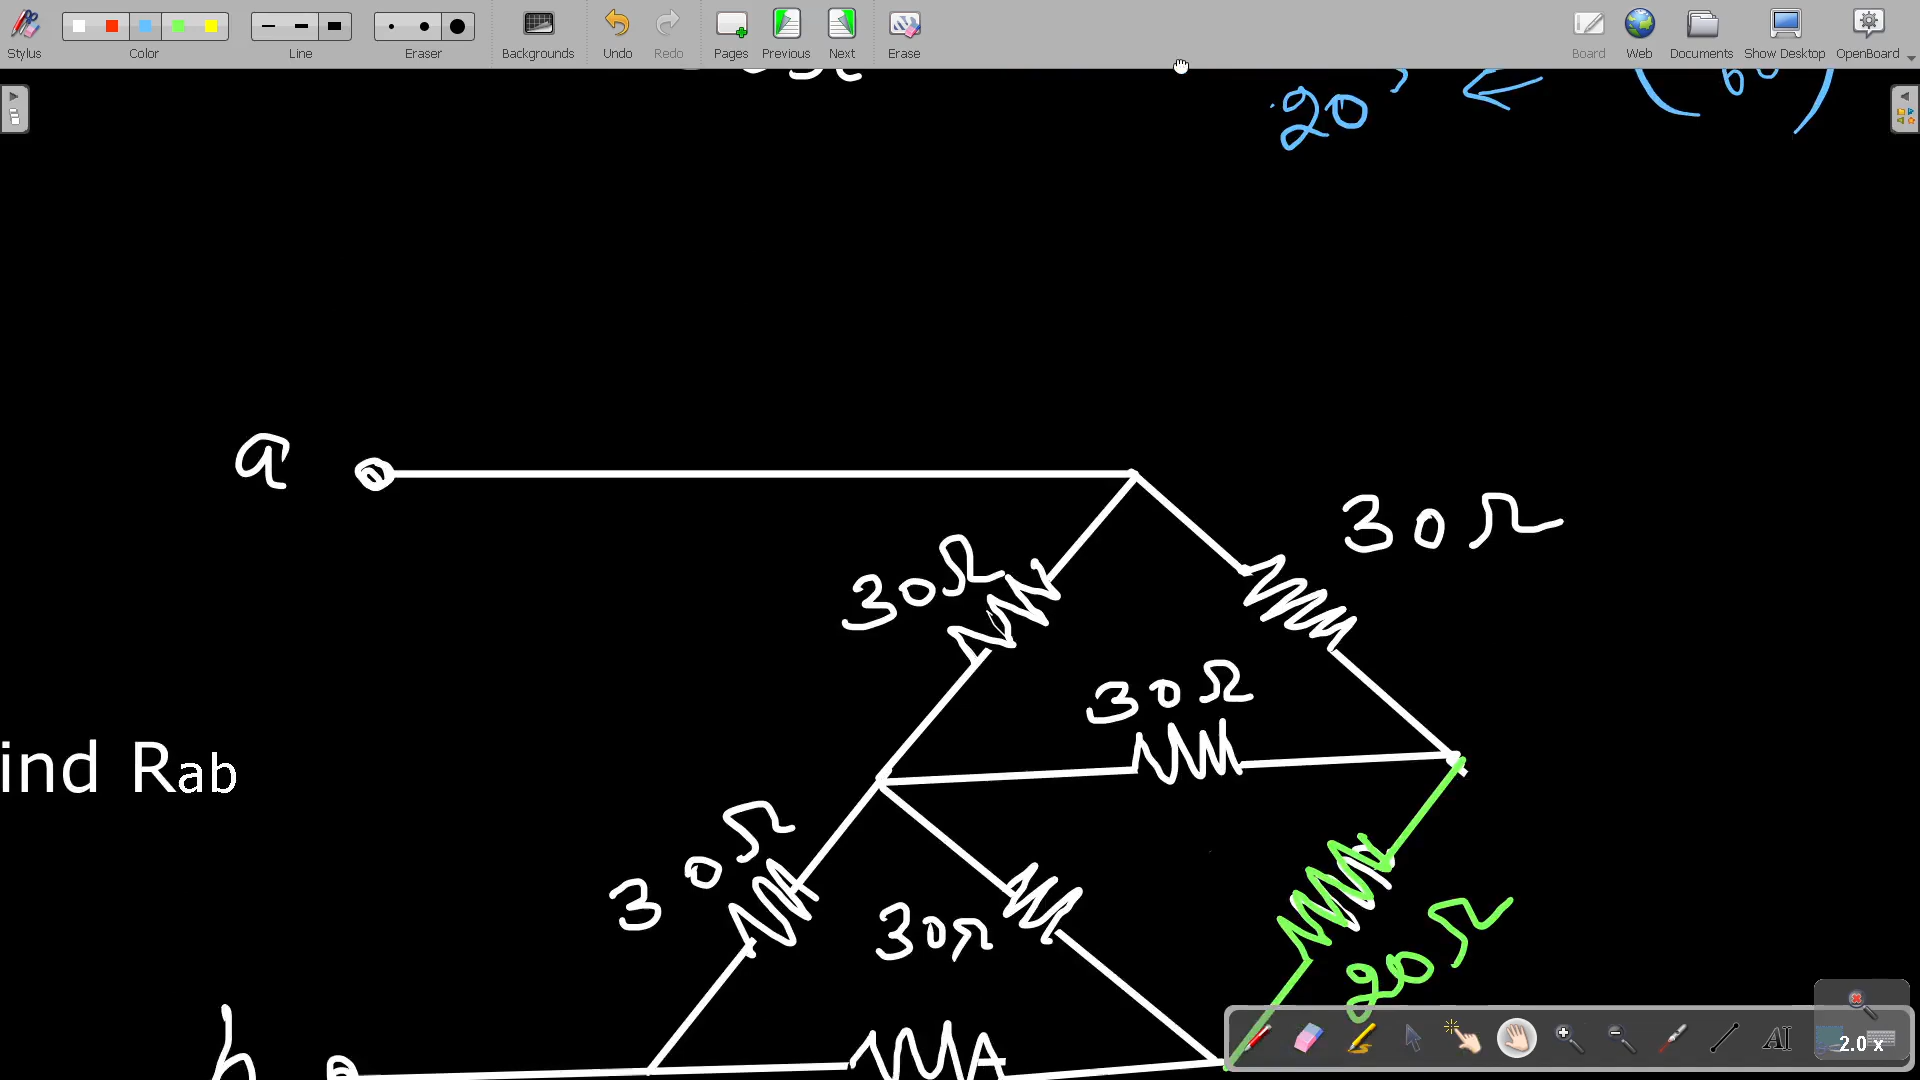 Stylus Color Line Eraser Backgrounds Undo Redo Pages Previous Next Erase Board Web Documents Show Desktop OpenBoard
20
a
30Ω
30Ω
30Ω
ind Rab
30Ω
30Ω
20Ω
b
2.0 x